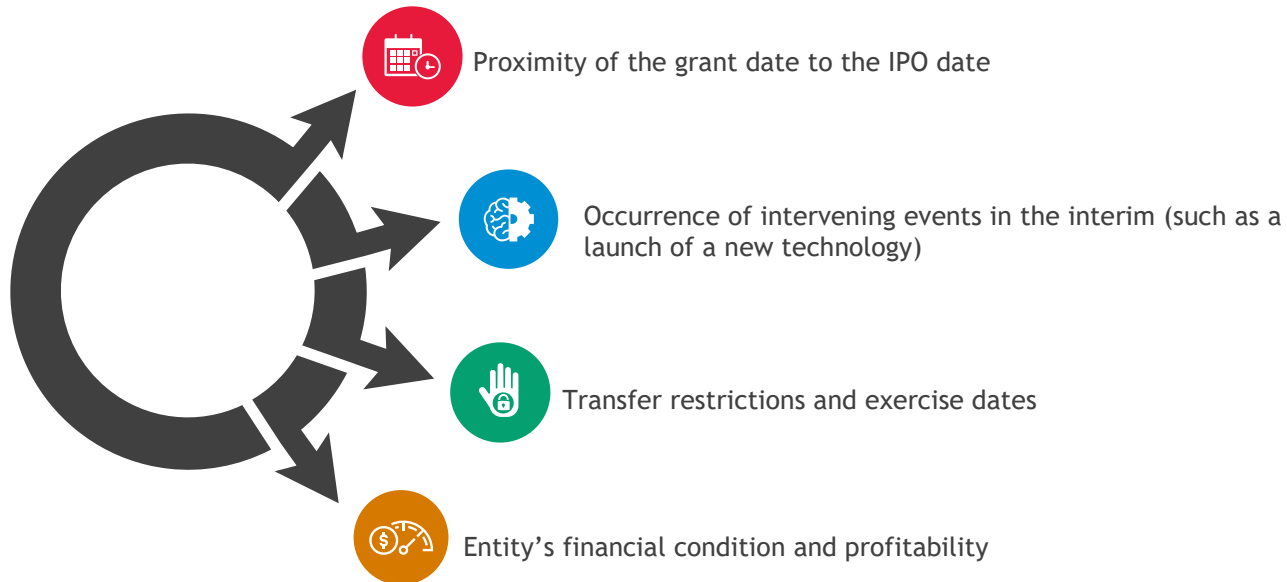 Proximity of the grant date to the IPO date
Occurrence of intervening events in the interim (such as a
launch of a new technology)
Transfer restrictions and exercise dates
$
Entity’s financial condition and profitability